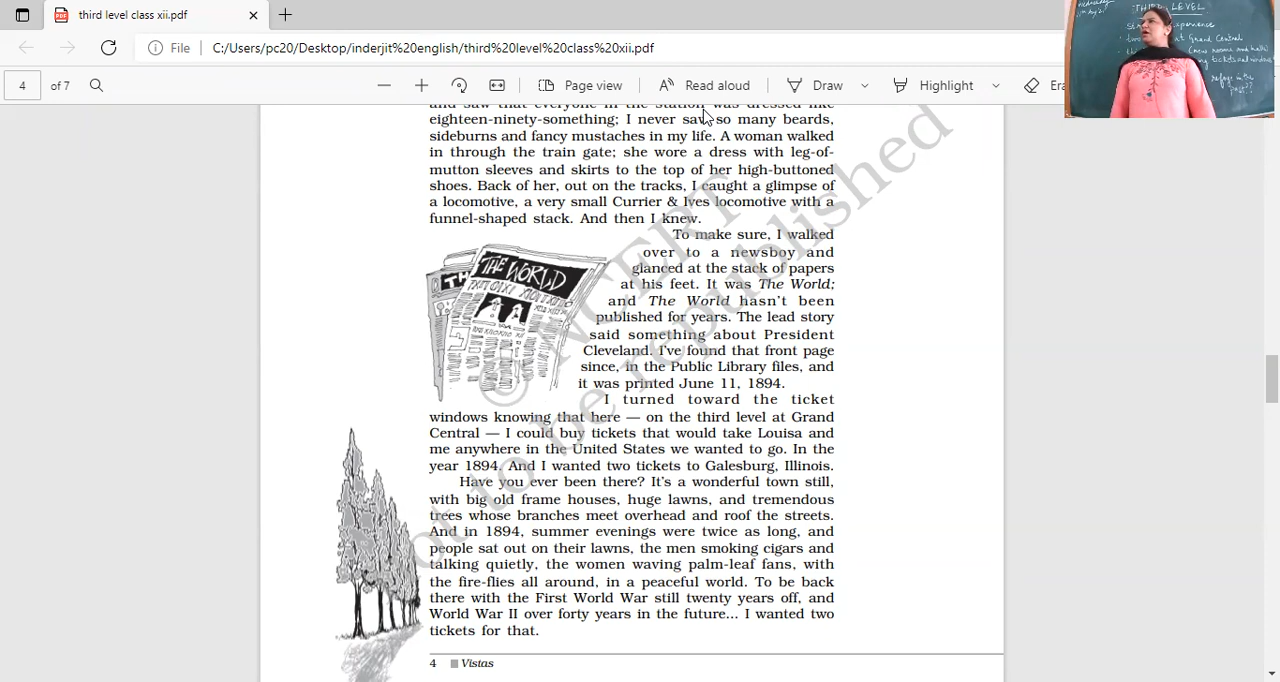 third level class xii.pdf
File C:/Users/pc20/Desktop/inderjit%20english/third%20level%20class%20xii.pdf
4 of 7 Page view Read aloud Draw Highlight
THIRD LEVEL
Grand Central
refuge in the
past??
and saw that everyone in the station was dressed like
eighteen-ninety-something; I never saw so many beards,
sideburns and fancy mustaches in my life. A woman walked
in through the train gate; she wore a dress with leg-of-
mutton sleeves and skirts to the top of her high-buttoned
shoes. Back of her, out on the tracks, I caught a glimpse of
a locomotive, a very small Currier & Ives locomotive with a
funnel-shaped stack. And then I knew.
To make sure, I walked
over to a newsboy and
glanced at the stack of papers
at his feet. It was The World;
and The World hasn't been
published for years. The lead story
said something about President
Cleveland. I've found that front page
since, in the Public Library files, and
it was printed June 11, 1894.
THE WORLD
I turned toward the ticket
windows knowing that here — on the third level at Grand
Central — I could buy tickets that would take Louisa and
me anywhere in the United States we wanted to go. In the
year 1894. And I wanted two tickets to Galesburg, Illinois.
Have you ever been there? It's a wonderful town still,
with big old frame houses, huge lawns, and tremendous
trees whose branches meet overhead and roof the streets.
And in 1894, summer evenings were twice as long, and
people sat out on their lawns, the men smoking cigars and
talking quietly, the women waving palm-leaf fans, with
the fire-flies all around, in a peaceful world. To be back
there with the First World War still twenty years off, and
World War II over forty years in the future... I wanted two
tickets for that.
4 Vistas
© NCERT
not to be republished